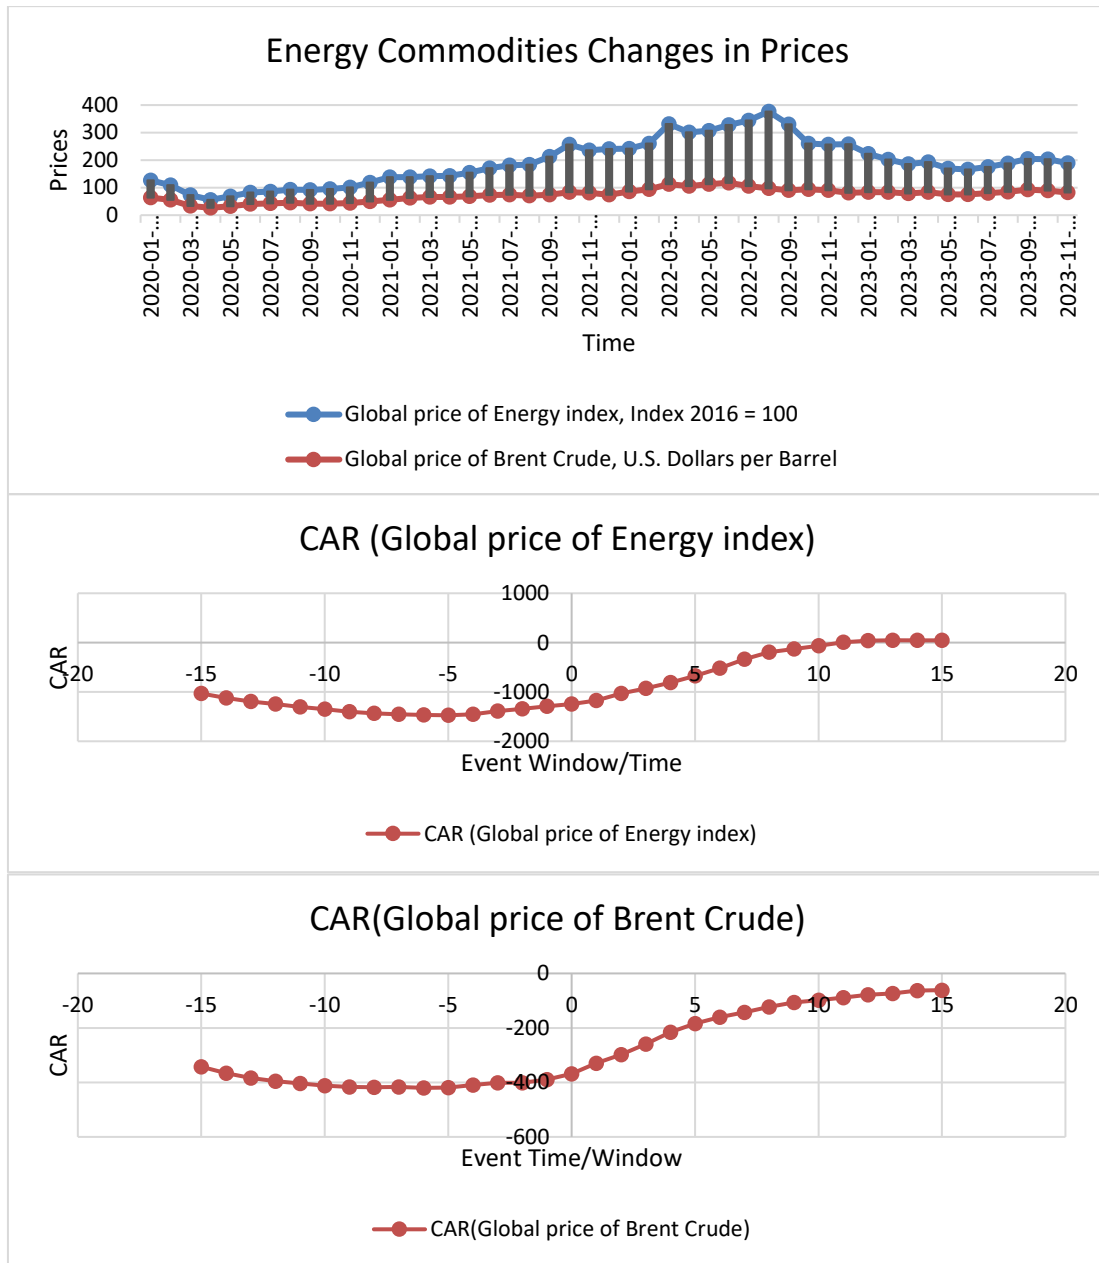 Energy Commodities Changes in Prices
400
300
200
100
0
Prices
2020-01-...
2020-03-...
2020-05-...
2020-07-...
2020-09-...
2020-11-...
2021-01-...
2021-03-...
2021-05-...
2021-07-...
2021-09-...
2021-11-...
2022-01-...
2022-03-...
2022-05-...
2022-07-...
2022-09-...
2022-11-...
2023-01-...
2023-03-...
2023-05-...
2023-07-...
2023-09-...
2023-11-...
Time
Global price of Energy index, Index 2016 = 100
Global price of Brent Crude, U.S. Dollars per Barrel
CAR (Global price of Energy index)
1000
0
-1000
-2000
CAR
-20 -15 -10 -5 0 5 10 15 20
Event Window/Time
CAR (Global price of Energy index)
CAR(Global price of Brent Crude)
0
-200
-400
-600
CAR
-20 -15 -10 -5 0 5 10 15 20
Event Time/Window
CAR(Global price of Brent Crude)